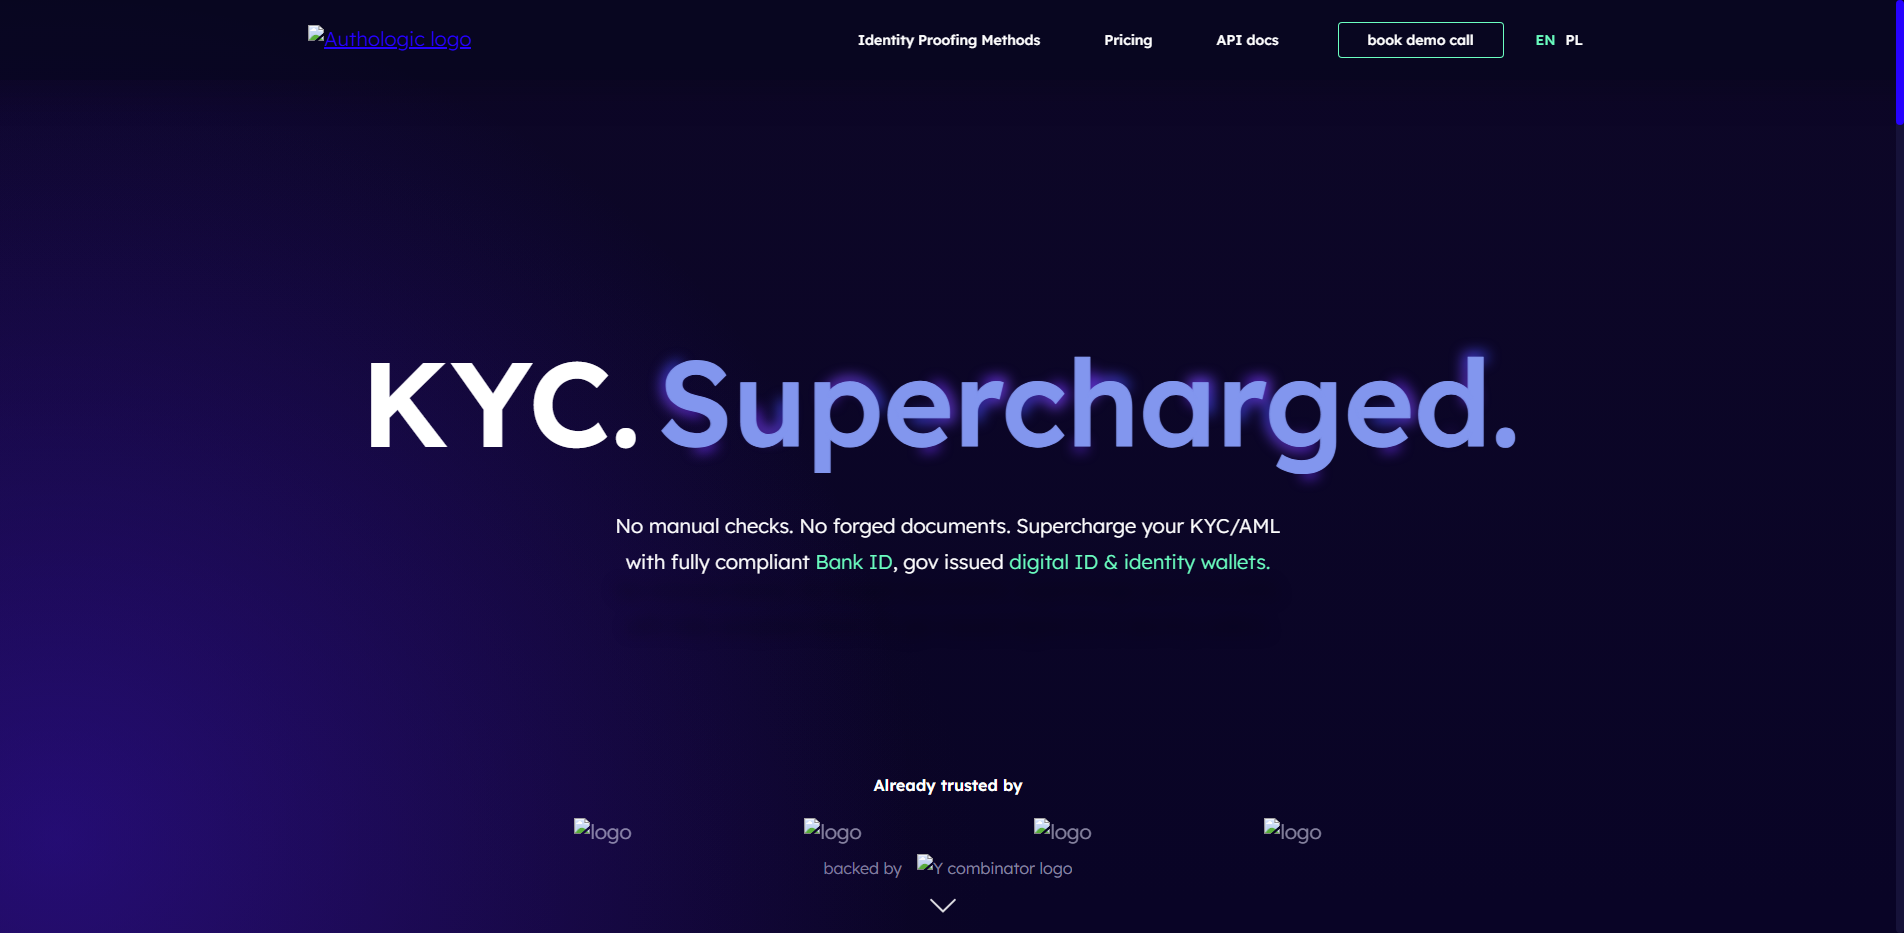 Authologic logo
Identity Proofing Methods
Pricing
API docs
book demo call
EN PL
KYC. Supercharged.
No manual checks. No forged documents. Supercharge your KYC/AML
with fully compliant Bank ID, gov issued digital ID & identity wallets.
Already trusted by
logo
logo
logo
logo
backed by Y combinator logo